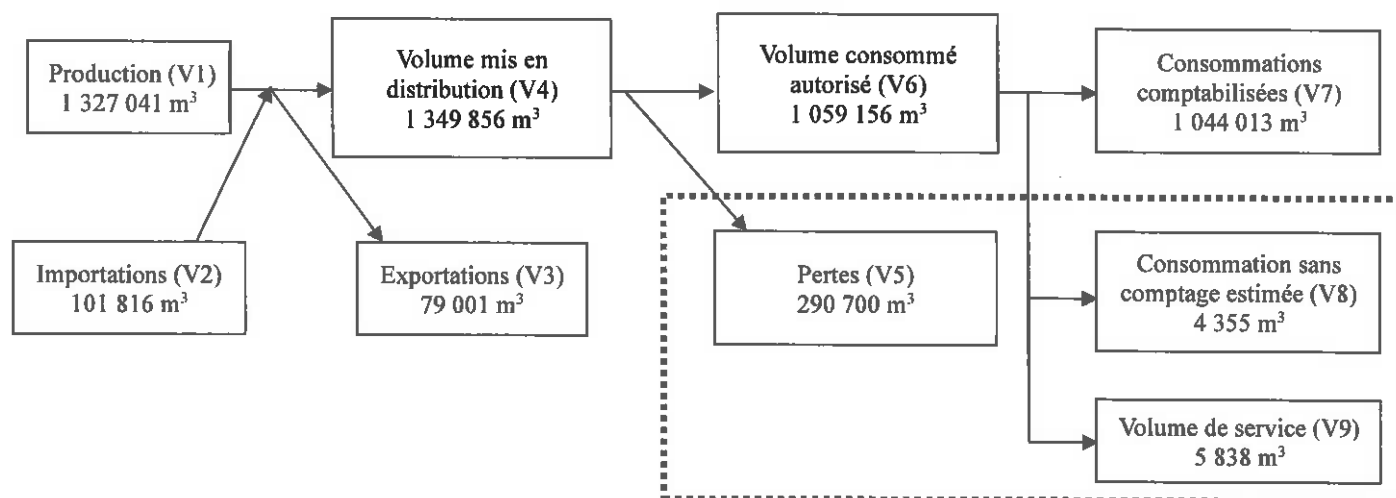 Production (V1)
1 327 041 m³
Volume mis en
distribution (V4)
1 349 856 m³
Volume consommé
autorisé (V6)
1 059 156 m³
Consommations
comptabilisées (V7)
1 044 013 m³
Importations (V2)
101 816 m³
Exportations (V3)
79 001 m³
Pertes (V5)
290 700 m³
Consommation sans
comptage estimée (V8)
4 355 m³
Volume de service (V9)
5 838 m³